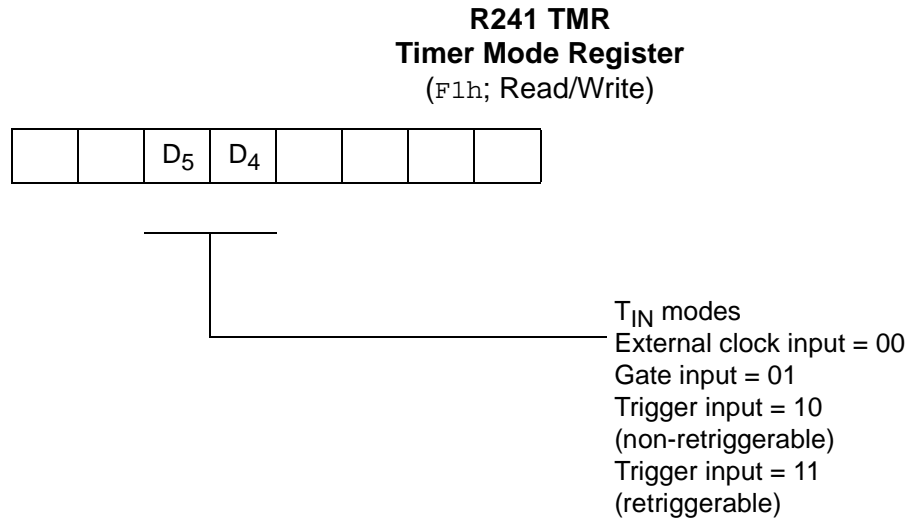 R241 TMR
Timer Mode Register
(F1h; Read/Write)
D5 D4
TIN modes
External clock input = 00
Gate input = 01
Trigger input = 10
(non-retriggerable)
Trigger input = 11
(retriggerable)